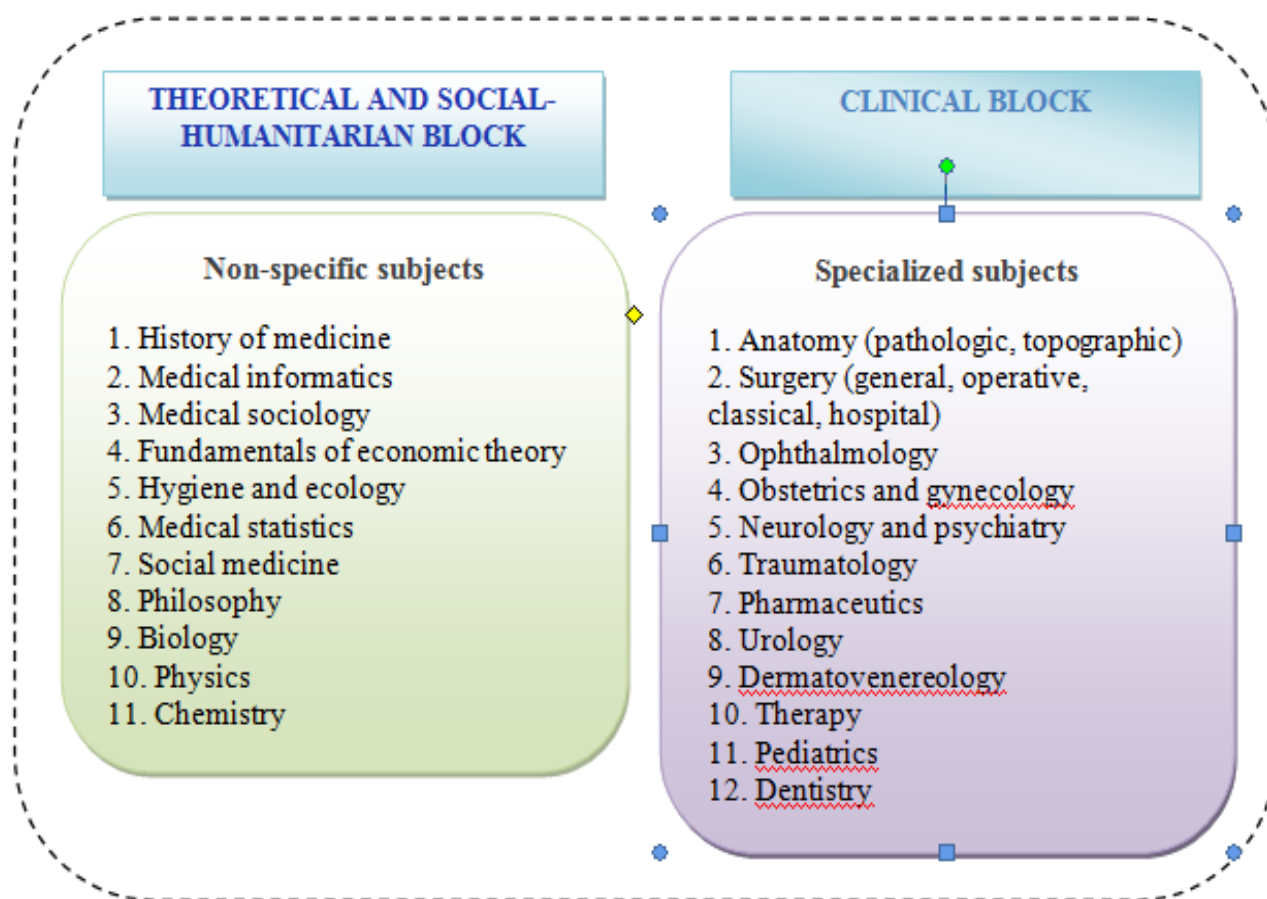 THEORETICAL AND SOCIAL-
HUMANITARIAN BLOCK
Non-specific subjects
1. History of medicine
2. Medical informatics
3. Medical sociology
4. Fundamentals of economic theory
5. Hygiene and ecology
6. Medical statistics
7. Social medicine
8. Philosophy
9. Biology
10. Physics
11. Chemistry
CLINICAL BLOCK
Specialized subjects
1. Anatomy (pathologic, topographic)
2. Surgery (general, operative,
classical, hospital)
3. Ophthalmology
4. Obstetrics and gynecology
5. Neurology and psychiatry
6. Traumatology
7. Pharmaceutics
8. Urology
9. Dermatovenereology
10. Therapy
11. Pediatrics
12. Dentistry